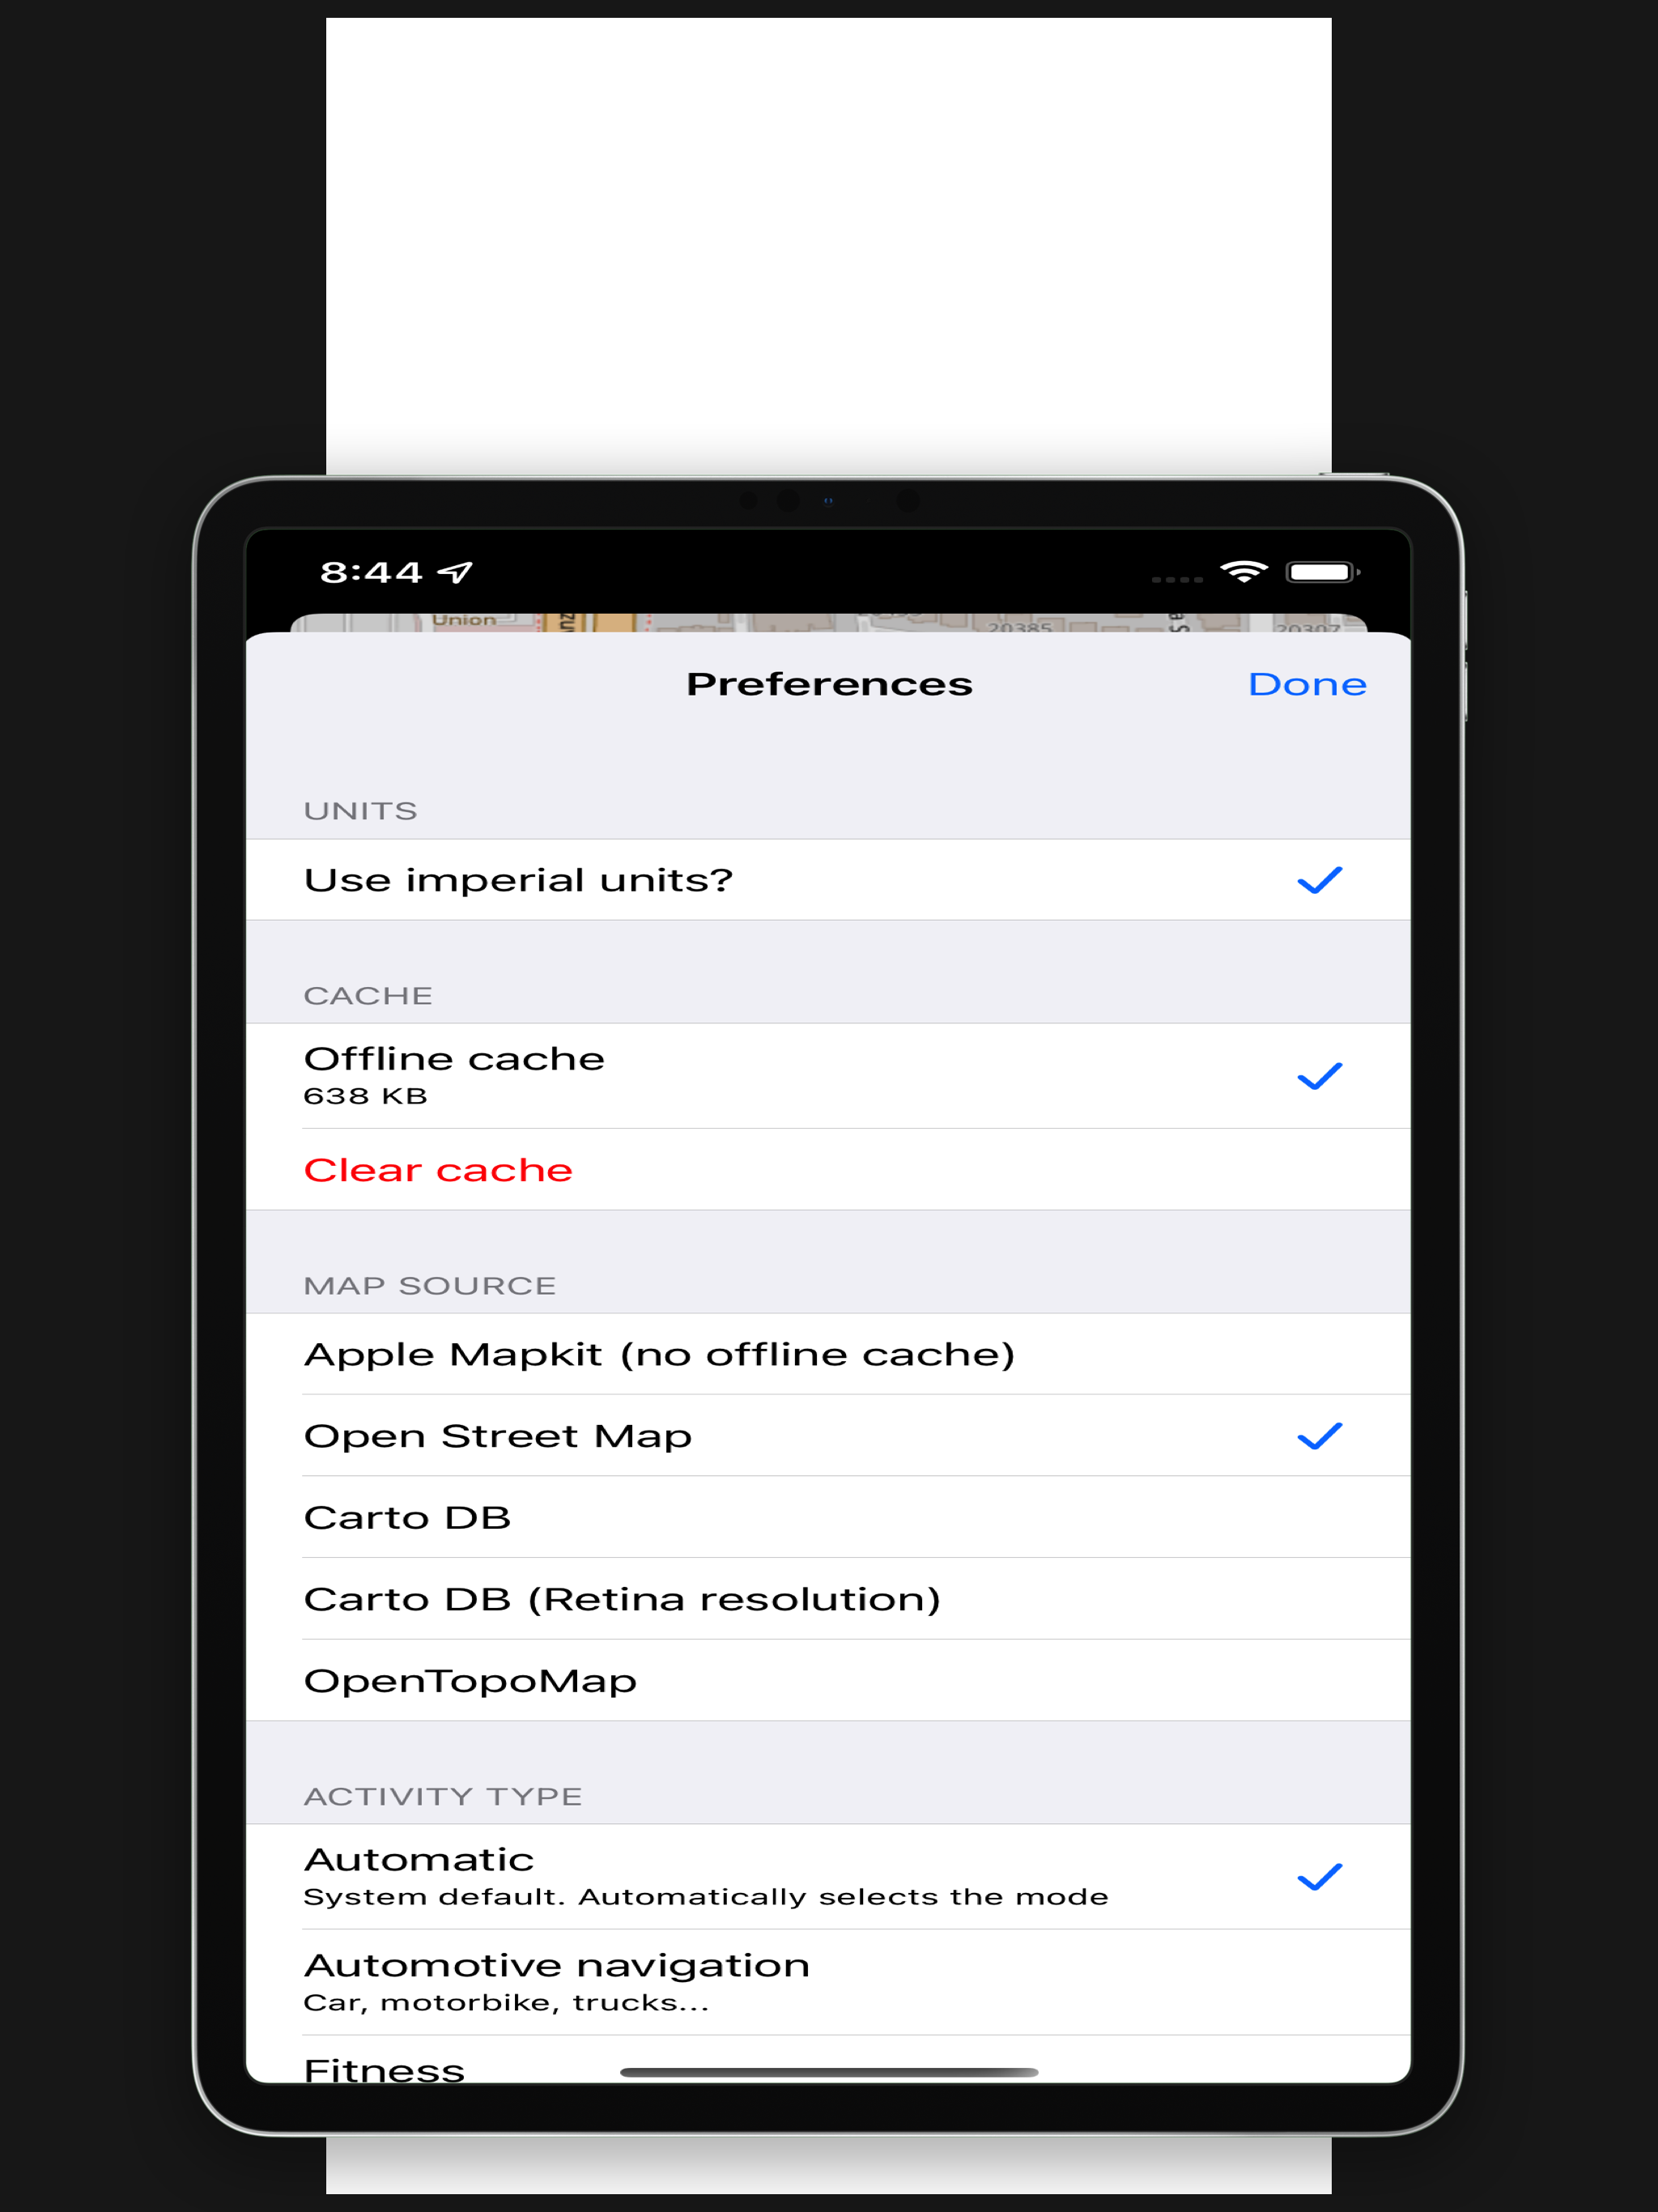 8:44
Union
20385
20307
Preferences
Done
UNITS
Use imperial units?
CACHE
Offline cache
638 KB
Clear cache
MAP SOURCE
Apple Mapkit (no offline cache)
Open Street Map
Carto DB
Carto DB (Retina resolution)
OpenTopoMap
ACTIVITY TYPE
Automatic
System default. Automatically selects the mode
Automotive navigation
Car, motorbike, trucks...
Fitness